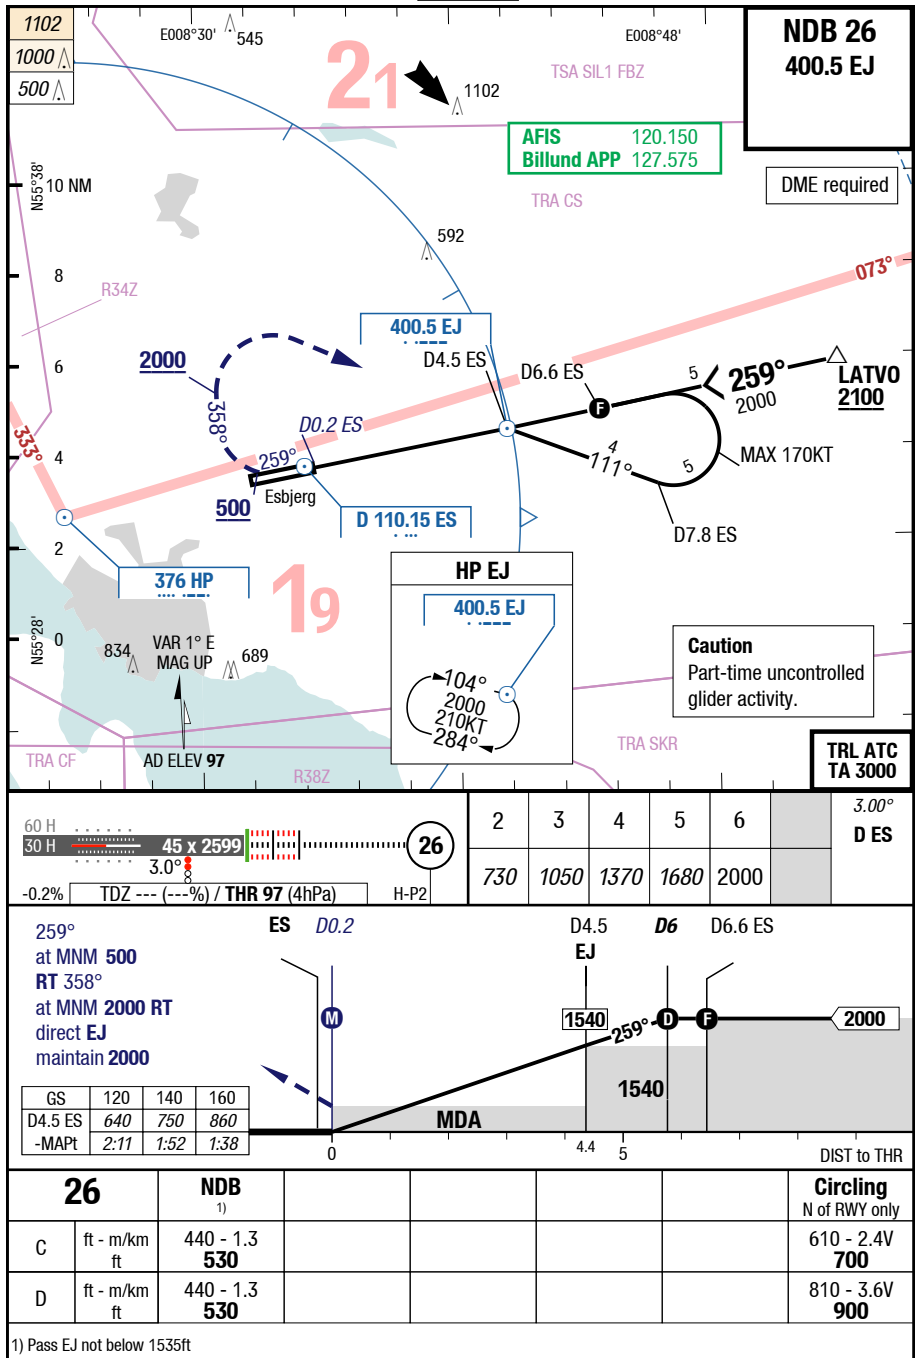 1102
1000
500
E008°30'
545
E008°48'
NDB 26
400.5 EJ
21
1102
TSA SIL1 FBZ
AFIS 120.150
Billund APP 127.575
DME required
N55°38'
10 NM
TRA CS
592
8
R34Z
073°
400.5 EJ
D4.5 ES
D6.6 ES
2000
6
5
259°
2000
LATVO
2100
F
358°
D0.2 ES
333°
4
259°
4
111°
5
MAX 170KT
500
Esbjerg
D 110.15 ES
D7.8 ES
2
376 HP
19
HP EJ
400.5 EJ
104°
2000
210KT
284°
N55°28'
0
834
VAR 1° E
MAG UP
689
Caution
Part-time uncontrolled
glider activity.
TRA CF
AD ELEV 97
R38Z
TRA SKR
TRL ATC
TA 3000
60 H
30 H
45 x 2599
26
3.0°
-0.2%
TDZ --- (---%) / THR 97 (4hPa)
H-P2
2 3 4 5 6
730 1050 1370 1680 2000
3.00°
D ES
259°
at MNM 500
RT 358°
at MNM 2000 RT
direct EJ
maintain 2000
ES D0.2 D4.5 D6 D6.6 ES
EJ
M
1540
259°
D
F
2000
1540
MDA
GS 120 140 160
D4.5 ES 640 750 860
-MAPt 2:11 1:52 1:38
0 4.4 5 DIST to THR
26 NDB Circling
1) N of RWY only
C ft - m/km 440 - 1.3 610 - 2.4V
ft 530 700
D ft - m/km 440 - 1.3 810 - 3.6V
ft 530 900
1) Pass EJ not below 1535ft